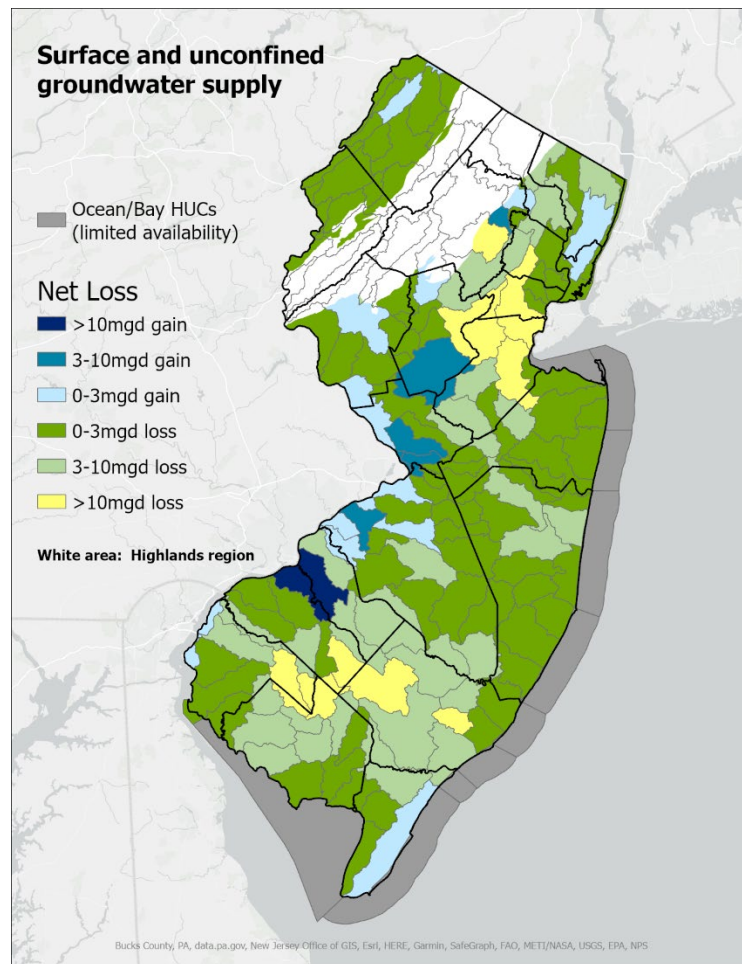 Surface and unconfined
groundwater supply
Ocean/Bay HUCs
(limited availability)
Net Loss
>10mgd gain
3-10mgd gain
0-3mgd gain
0-3mgd loss
3-10mgd loss
>10mgd loss
White area: Highlands region
Bucks County, PA, data.pa.gov, New Jersey Office of GIS, Esri, HERE, Garmin, SafeGraph, FAO, METI/NASA, USGS, EPA, NPS